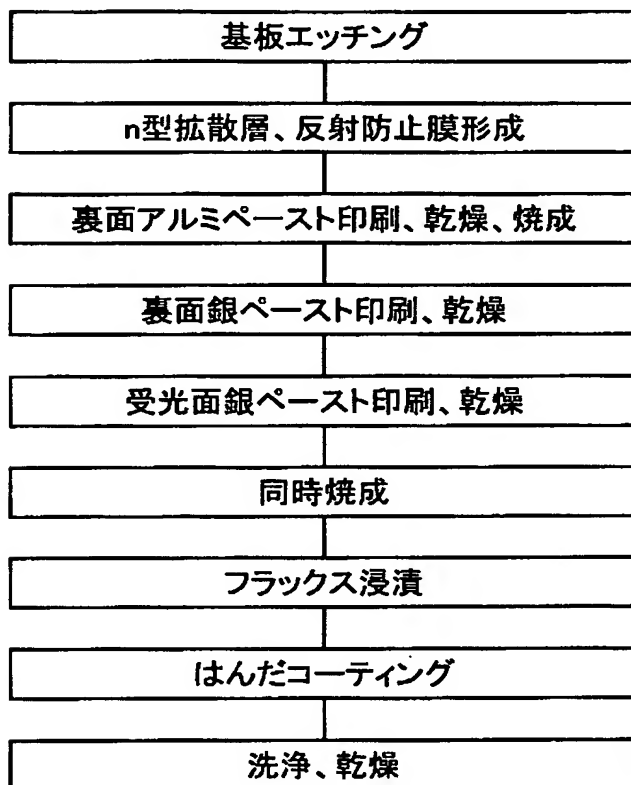 基板エッチング
n型拡散層、反射防止膜形成
裏面アルミペースト印刷、乾燥、焼成
裏面銀ペースト印刷、乾燥
受光面銀ペースト印刷、乾燥
同時焼成
フラックス浸漬
はんだコーティング
洗浄、乾燥